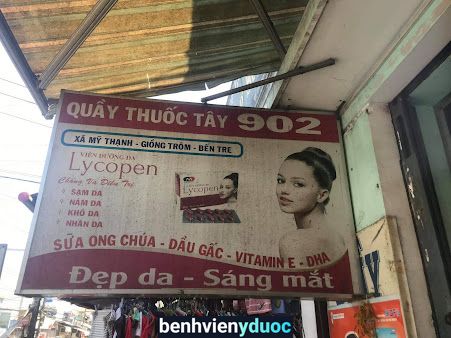 QUẦY THUỐC TÂY 902
XÃ MỸ THẠNH - GIỒNG TRÔM - BẾN TRE
VIÊN DƯỠNG DA
Lycopen
Chống Và Điều Trị
SẠM DA
NÁM DA
KHÔ DA
NHĂN DA
Lycopen
SỮA ONG CHÚA - DẦU GẤC - VITAMIN E - DHA
Đẹp da - Sáng mắt
benhvienyduoc